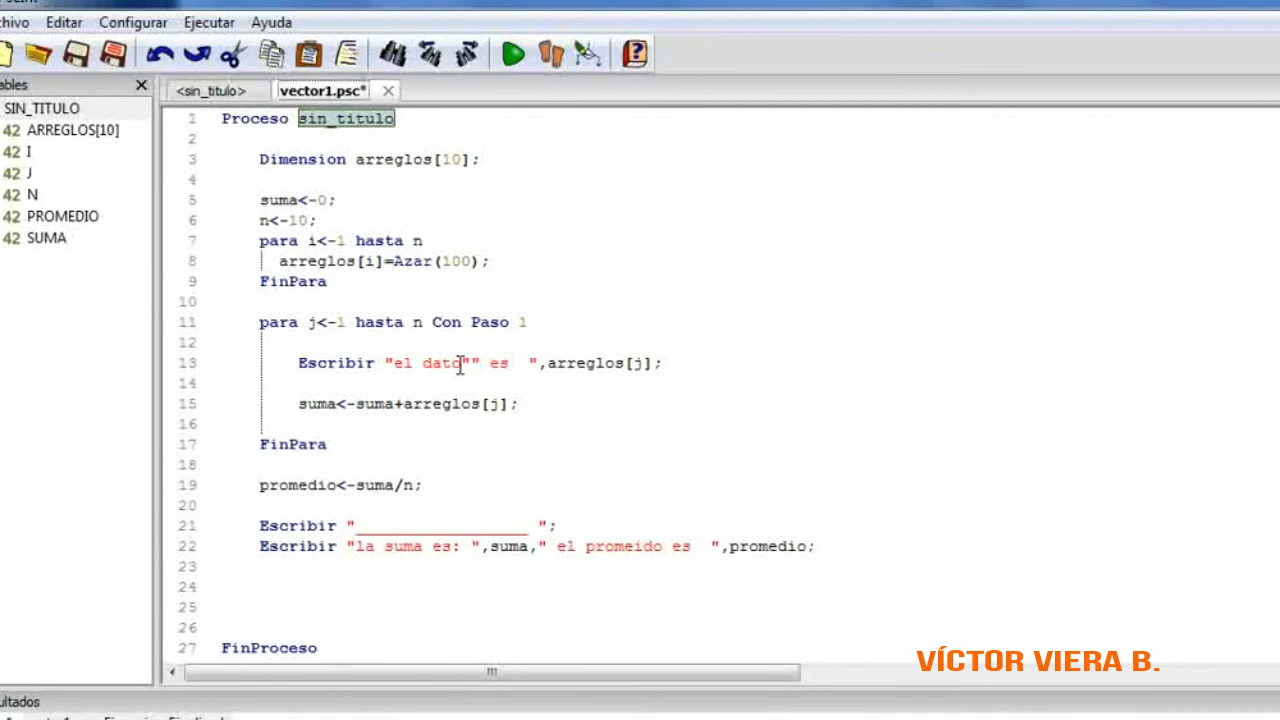 chivo Editar Configurar Ejecutar Ayuda
ables
<sin_titulo> vector1.psc*
SIN_TITULO
42 ARREGLOS[10]
42 I
42 J
42 N
42 PROMEDIO
42 SUMA
1 Proceso sin_titulo
2
3 Dimension arreglos[10];
4
5 suma<-0;
6 n<-10;
7 para i<-1 hasta n
8 arreglos[i]=Azar(100);
9 FinPara
10
11 para j<-1 hasta n Con Paso 1
12
13 Escribir "el dato"" es  ",arreglos[j];
14
15 suma<-suma+arreglos[j];
16
17 FinPara
18
19 promedio<-suma/n;
20
21 Escribir "__________________ ";
22 Escribir "la suma es: ",suma," el promeido es  ",promedio;
23
24
25
26
27 FinProceso
VÍCTOR VIERA B.
ultados